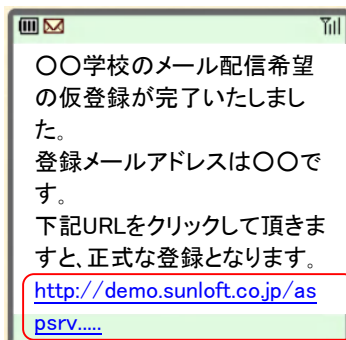 〇〇学校のメール配信希望
の仮登録が完了いたしまし
た。
登録メールアドレスは〇〇で
す。
下記URLをクリックして頂きま
すと、正式な登録となります。
http://demo.sunloft.co.jp/as
psrv.....